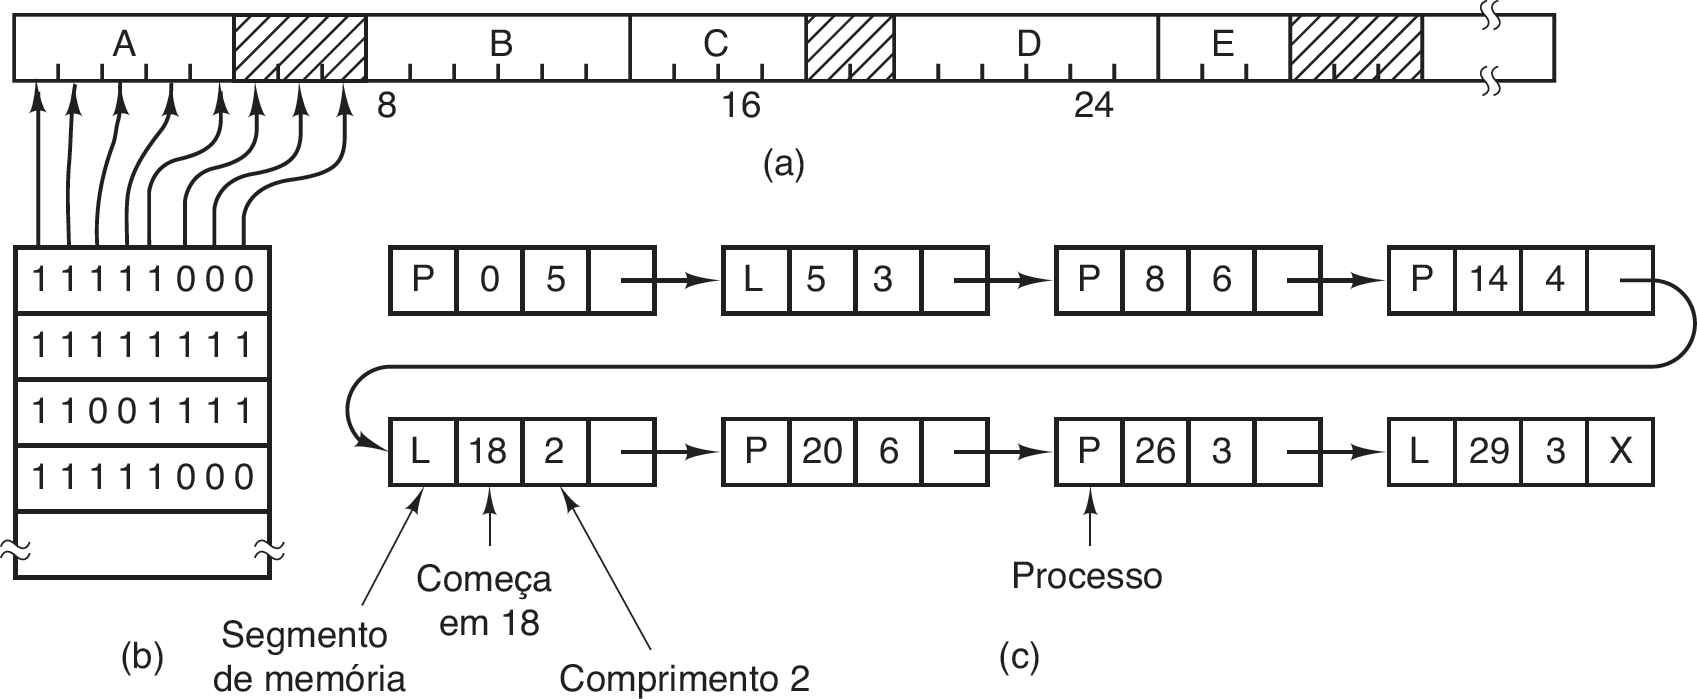 A B C D E
8 16 24
(a)
1 1 1 1 1 0 0 0
1 1 1 1 1 1 1 1
1 1 0 0 1 1 1 1
1 1 1 1 1 0 0 0
P 0 5 L 5 3 P 8 6 P 14 4
L 18 2 P 20 6 P 26 3 L 29 3 X
Segmento
de memória
Começa
em 18
Comprimento 2
Processo
(b)
(c)